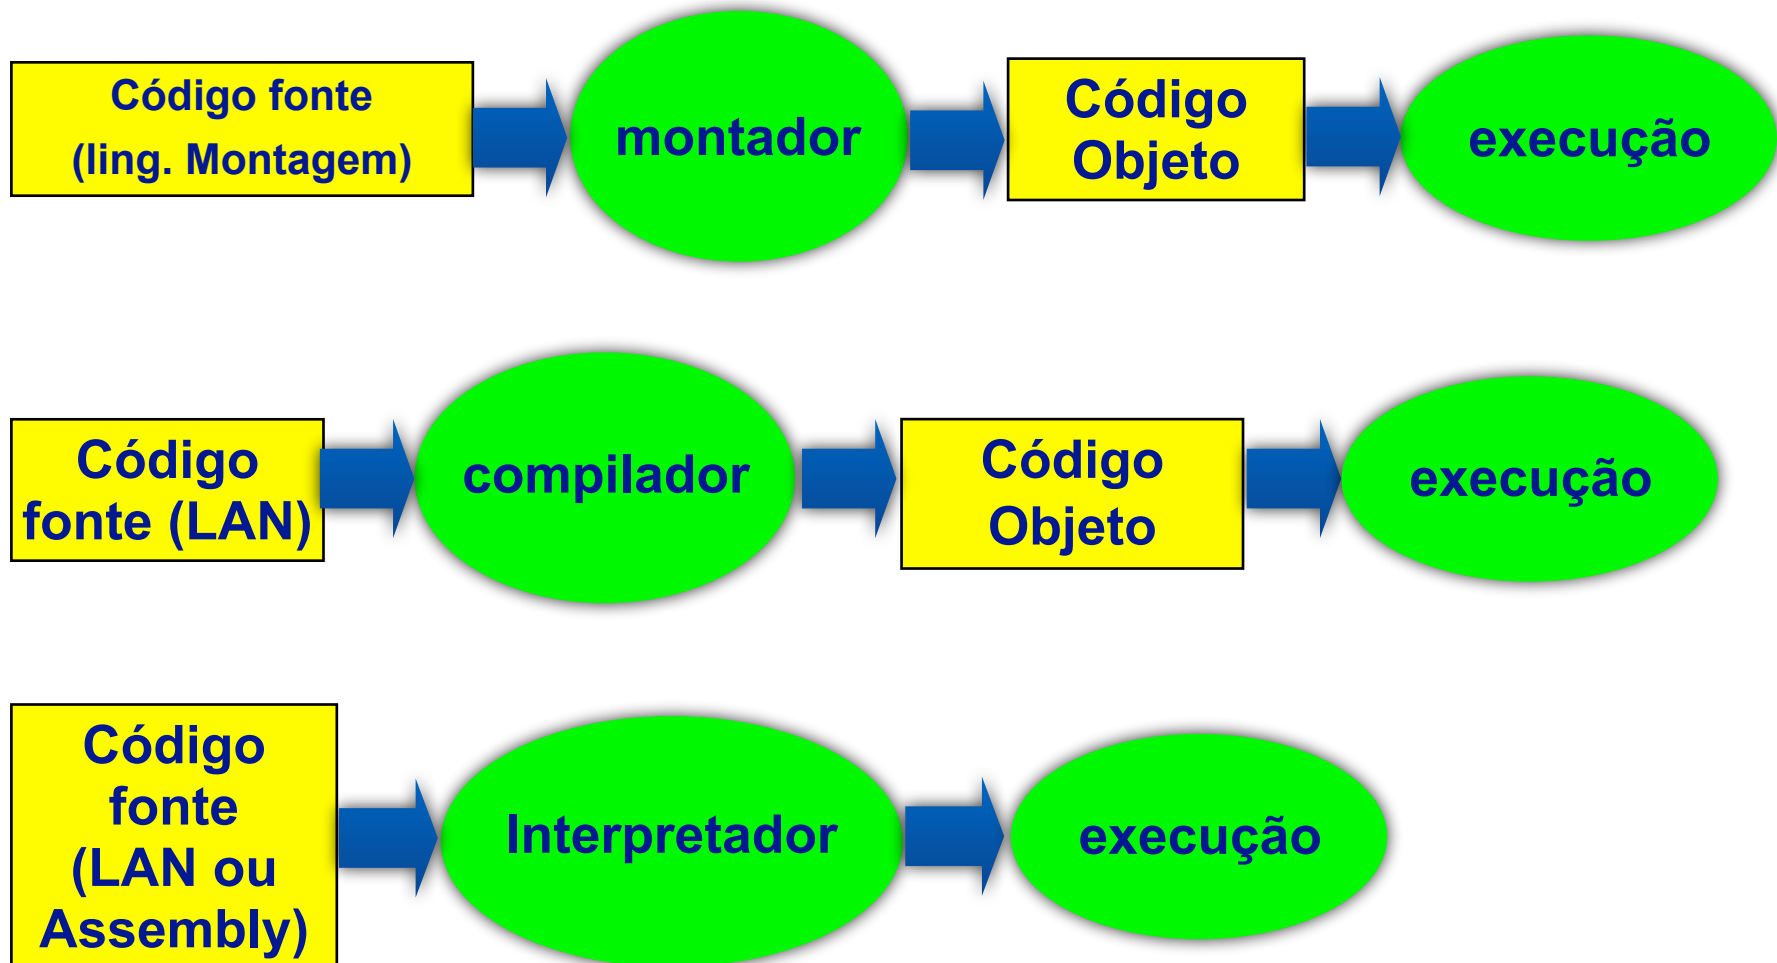 Código fonte
(ling. Montagem)
montador
Código
Objeto
execução
Código
fonte (LAN)
compilador
Código
Objeto
execução
Código
fonte
(LAN ou
Assembly)
Interpretador
execução